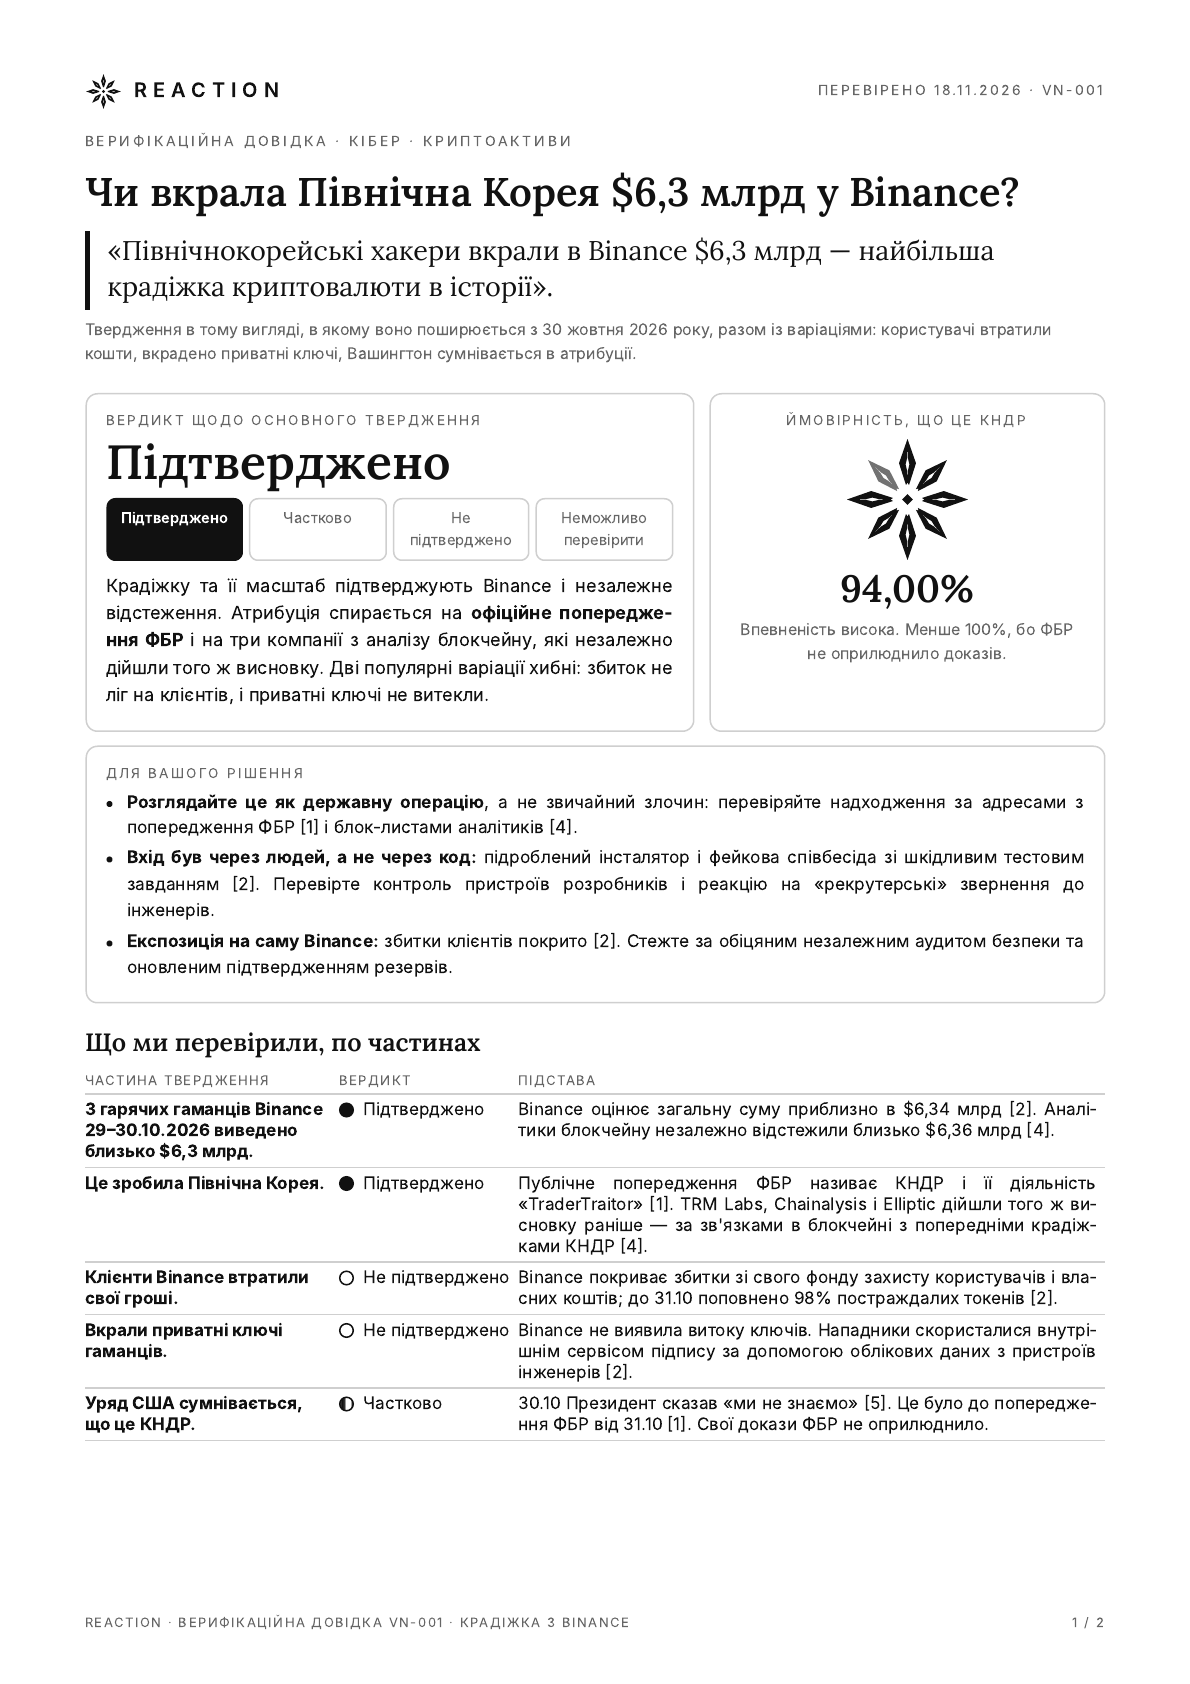 REACTION
ПЕРЕВІРЕНО 18.11.2026 · VN-001
ВЕРИФІКАЦІЙНА ДОВІДКА · КІБЕР · КРИПТОАКТИВИ
Чи вкрала Північна Корея $6,3 млрд у Binance?
«Північнокорейські хакери вкрали в Binance $6,3 млрд — найбільша
крадіжка криптовалюти в історії».
Твердження в тому вигляді, в якому воно поширюється з 30 жовтня 2026 року, разом із варіаціями: користувачі втратили
кошти, вкрадено приватні ключі, Вашингтон сумнівається в атрибуції.
ВЕРДИКТ ЩОДО ОСНОВНОГО ТВЕРДЖЕННЯ
Підтверджено
Підтверджено
Частково
Не
підтверджено
Неможливо
перевірити
Крадіжку та її масштаб підтверджують Binance і незалежне
відстеження. Атрибуція спирається на офіційне попередже-
ння ФБР і на три компанії з аналізу блокчейну, які незалежно
дійшли того ж висновку. Дві популярні варіації хибні: збиток не
ліг на клієнтів, і приватні ключі не витекли.
ЙМОВІРНІСТЬ, ЩО ЦЕ КНДР
94,00%
Впевненість висока. Менше 100%, бо ФБР
не оприлюднило доказів.
ДЛЯ ВАШОГО РІШЕННЯ
• Розглядайте це як державну операцію, а не звичайний злочин: перевіряйте надходження за адресами з
попередження ФБР [1] і блок-листами аналітиків [4].
• Вхід був через людей, а не через код: підроблений інсталятор і фейкова співбесіда зі шкідливим тестовим
завданням [2]. Перевірте контроль пристроїв розробників і реакцію на «рекрутерські» звернення до
інженерів.
• Експозиція на саму Binance: збитки клієнтів покрито [2]. Стежте за обіцяним незалежним аудитом безпеки та
оновленим підтвердженням резервів.
Що ми перевірили, по частинах
ЧАСТИНА ТВЕРДЖЕННЯ
ВЕРДИКТ
ПІДСТАВА
З гарячих гаманців Binance
29–30.10.2026 виведено
близько $6,3 млрд.
Підтверджено
Binance оцінює загальну суму приблизно в $6,34 млрд [2]. Аналі-
тики блокчейну незалежно відстежили близько $6,36 млрд [4].
Це зробила Північна Корея.
Підтверджено
Публічне попередження ФБР називає КНДР і її діяльність
«TraderTraitor» [1]. TRM Labs, Chainalysis і Elliptic дійшли того ж ви-
сновку раніше — за зв'язками в блокчейні з попередніми крадіж-
ками КНДР [4].
Клієнти Binance втратили
свої гроші.
Не підтверджено
Binance покриває збитки зі свого фонду захисту користувачів і вла-
сних коштів; до 31.10 поповнено 98% постраждалих токенів [2].
Вкрали приватні ключі
гаманців.
Не підтверджено
Binance не виявила витоку ключів. Нападники скористалися внутрі-
шнім сервісом підпису за допомогою облікових даних з пристроїв
інженерів [2].
Уряд США сумнівається,
що це КНДР.
Частково
30.10 Президент сказав «ми не знаємо» [5]. Це було до попередже-
ння ФБР від 31.10 [1]. Свої докази ФБР не оприлюднило.
REACTION · ВЕРИФІКАЦІЙНА ДОВІДКА VN-001 · КРАДІЖКА З BINANCE
1 / 2